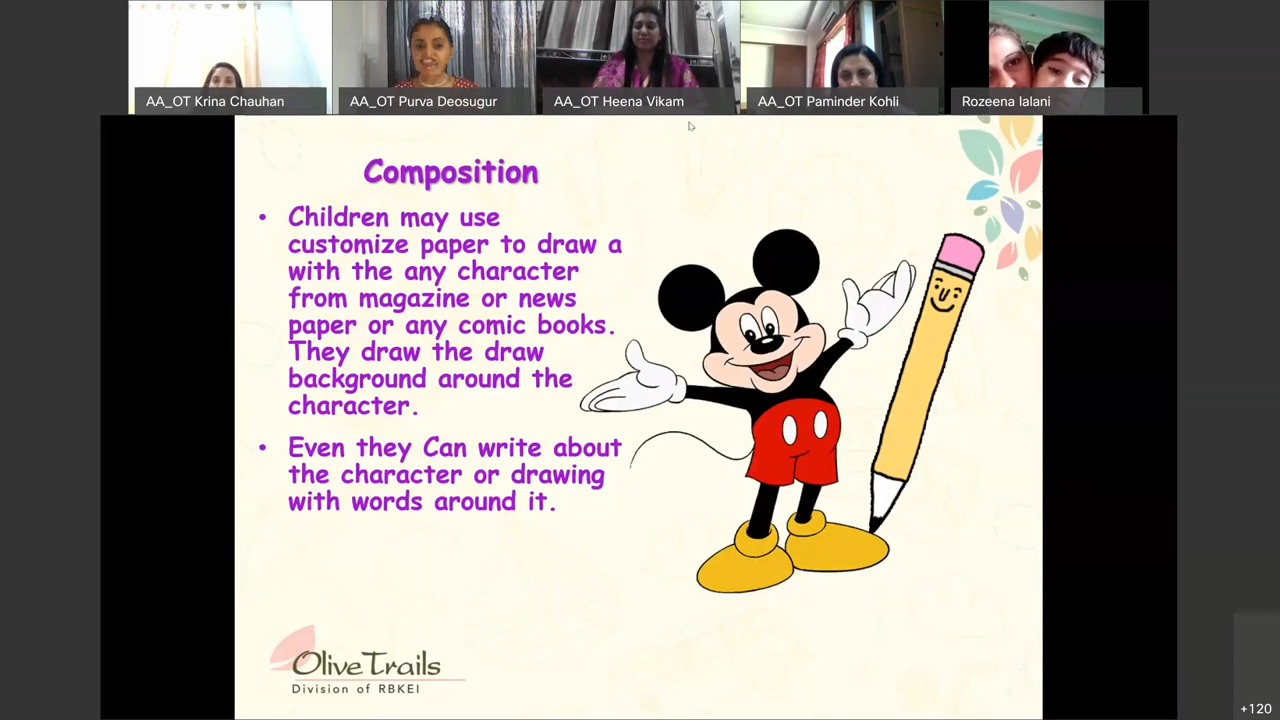 AA_OT Krina Chauhan
AA_OT Purva Deosugur
AA_OT Heena Vikam
AA_OT Paminder Kohli
Rozeena lalani
Composition
• Children may use
customize paper to draw a
with the any character
from magazine or news
paper or any comic books.
They draw the draw
background around the
character.
• Even they Can write about
the character or drawing
with words around it.
Olive Trails
Division of RBKEI
+120